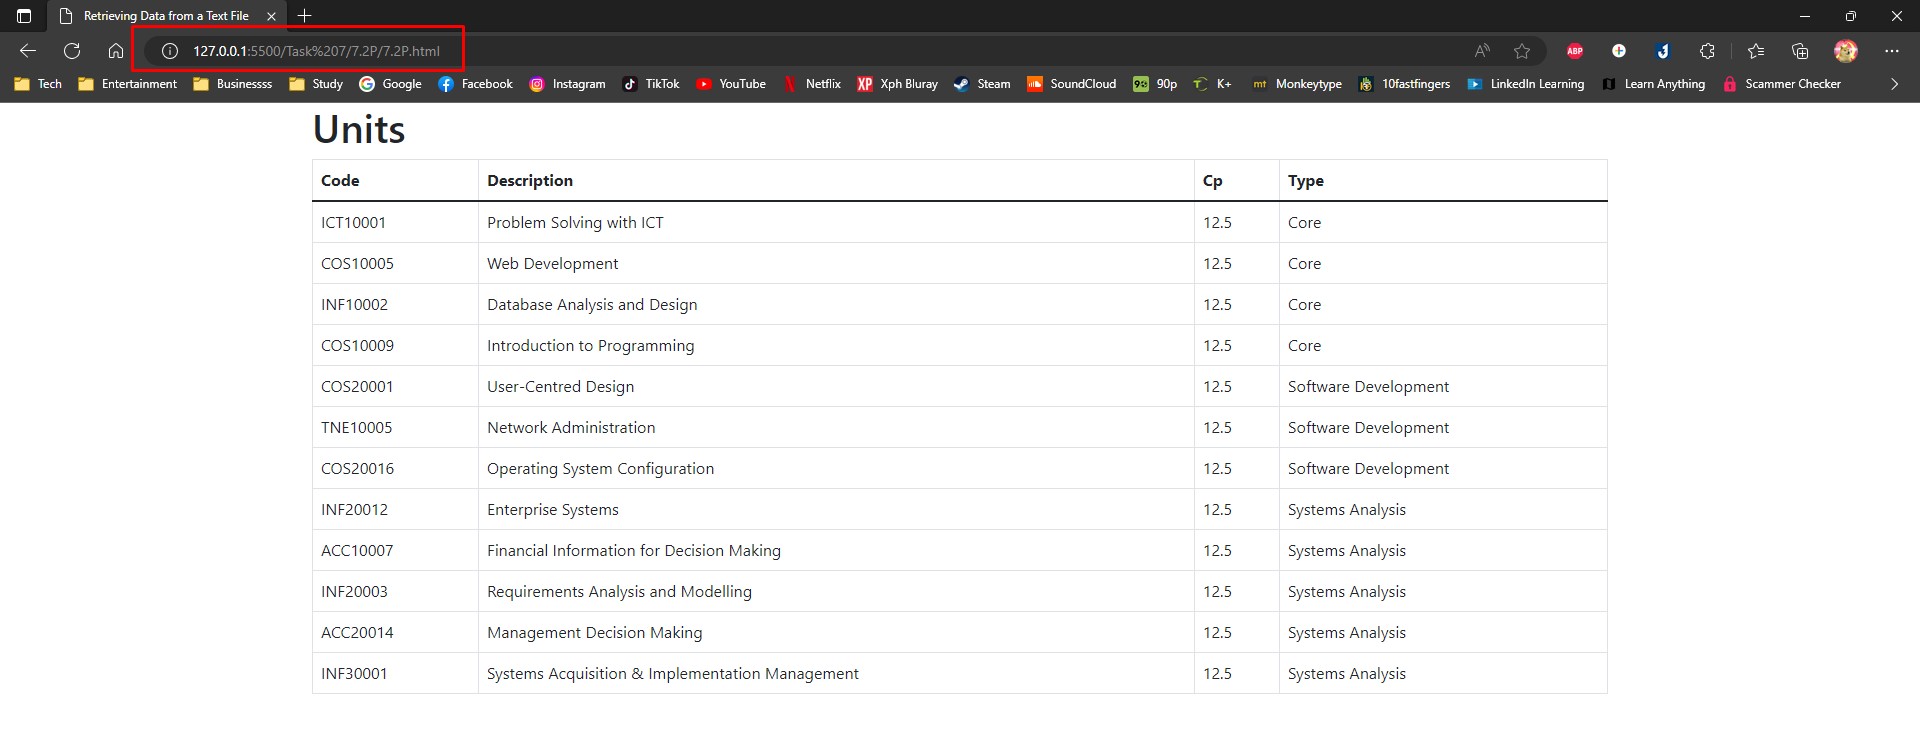 Retrieving Data from a Text File
127.0.0.1:5500/Task%207/7.2P/7.2P.html
ABP
Tech Entertainment Businessss Study Google Facebook Instagram TikTok YouTube Netflix XP Xph Bluray Steam SoundCloud 90p K+ mt Monkeytype 10fastfingers LinkedIn Learning Learn Anything Scammer Checker
Units
Code Description Cp Type
ICT10001 Problem Solving with ICT 12.5 Core
COS10005 Web Development 12.5 Core
INF10002 Database Analysis and Design 12.5 Core
COS10009 Introduction to Programming 12.5 Core
COS20001 User-Centred Design 12.5 Software Development
TNE10005 Network Administration 12.5 Software Development
COS20016 Operating System Configuration 12.5 Software Development
INF20012 Enterprise Systems 12.5 Systems Analysis
ACC10007 Financial Information for Decision Making 12.5 Systems Analysis
INF20003 Requirements Analysis and Modelling 12.5 Systems Analysis
ACC20014 Management Decision Making 12.5 Systems Analysis
INF30001 Systems Acquisition & Implementation Management 12.5 Systems Analysis